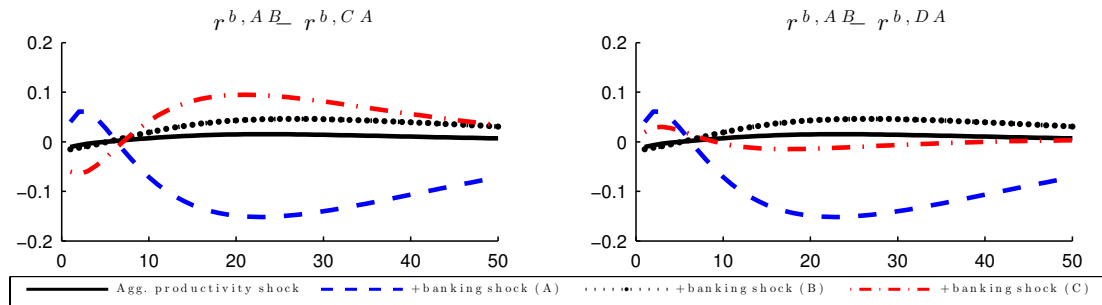 r^{b,AB} – r^{b,CA}
0.2
0.1
0
−0.1
−0.2
0 10 20 30 40 50
r^{b,AB} – r^{b,DA}
0.2
0.1
0
−0.1
−0.2
0 10 20 30 40 50
Agg. productivity shock +banking shock (A) +banking shock (B) +banking shock (C)